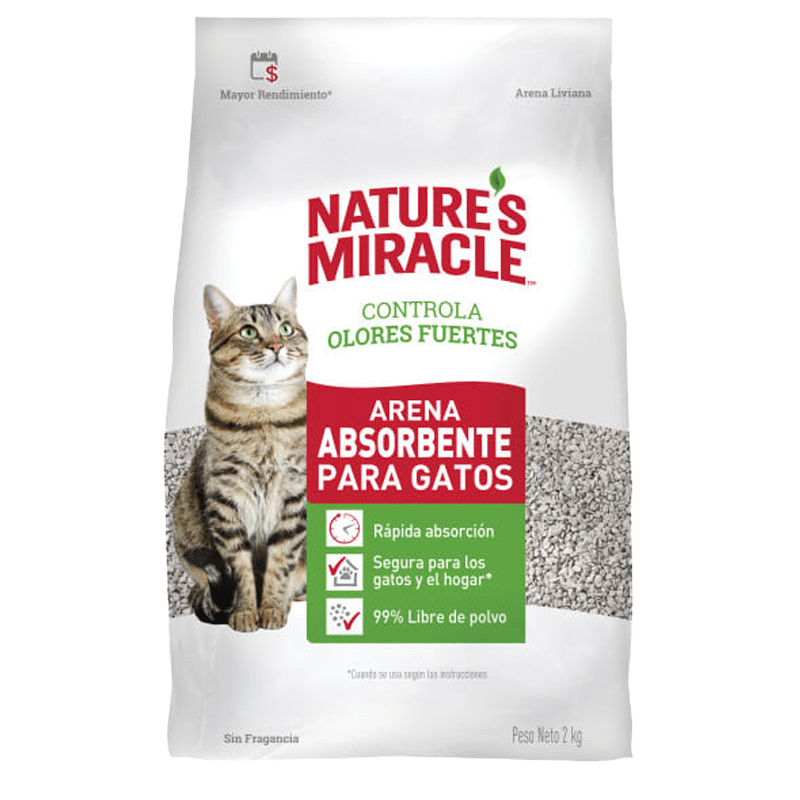 Mayor Rendimiento*
Arena Liviana
NATURE'S
MIRACLE™
CONTROLA
OLORES FUERTES
ARENA
ABSORBENTE
PARA GATOS
Rápida absorción
Segura para los
gatos y el hogar*
99% Libre de polvo
*Cuando se usa según las instrucciones
Sin Fragancia
Peso Neto 2 kg